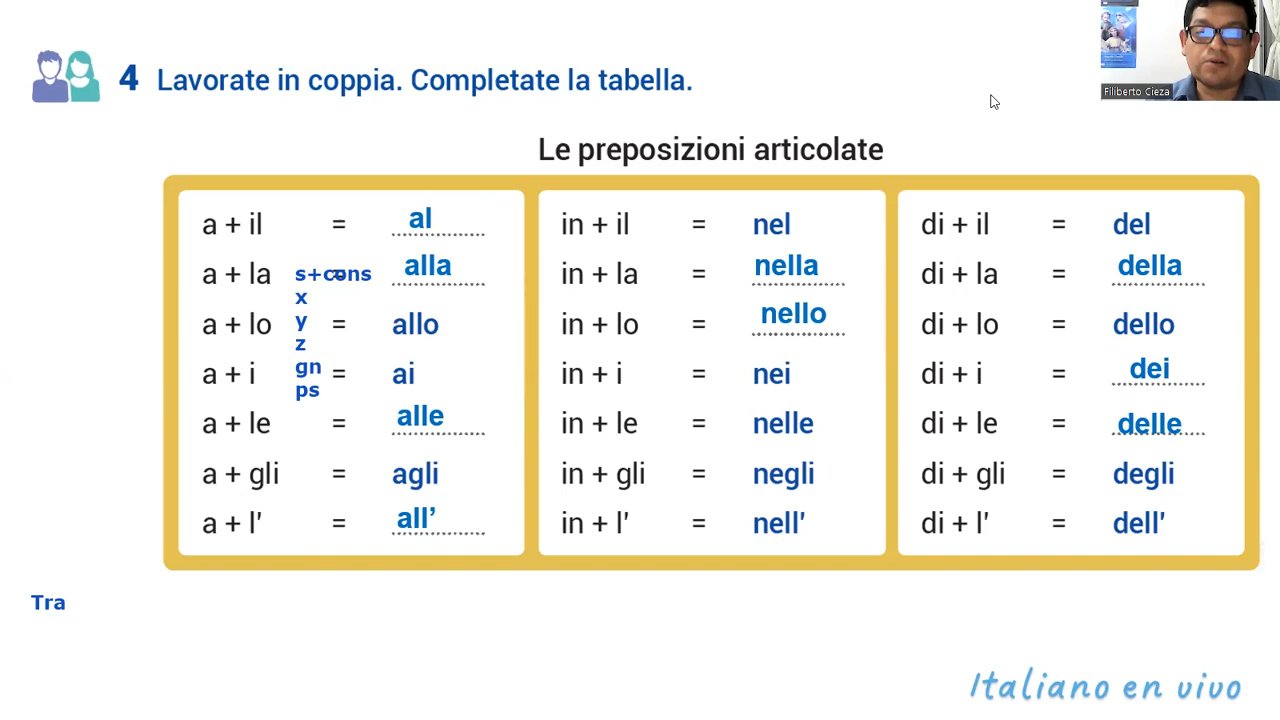 4 Lavorate in coppia. Completate la tabella.
Filiberto Cieza
Le preposizioni articolate
a + il = al
a + la = alla
a + lo = allo
a + i = ai
a + le = alle
a + gli = agli
a + l' = all’
s+cons
x
y
z
gn
ps
in + il = nel
in + la = nella
in + lo = nello
in + i = nei
in + le = nelle
in + gli = negli
in + l' = nell'
di + il = del
di + la = della
di + lo = dello
di + i = dei
di + le = delle
di + gli = degli
di + l' = dell'
Tra
Italiano en vivo